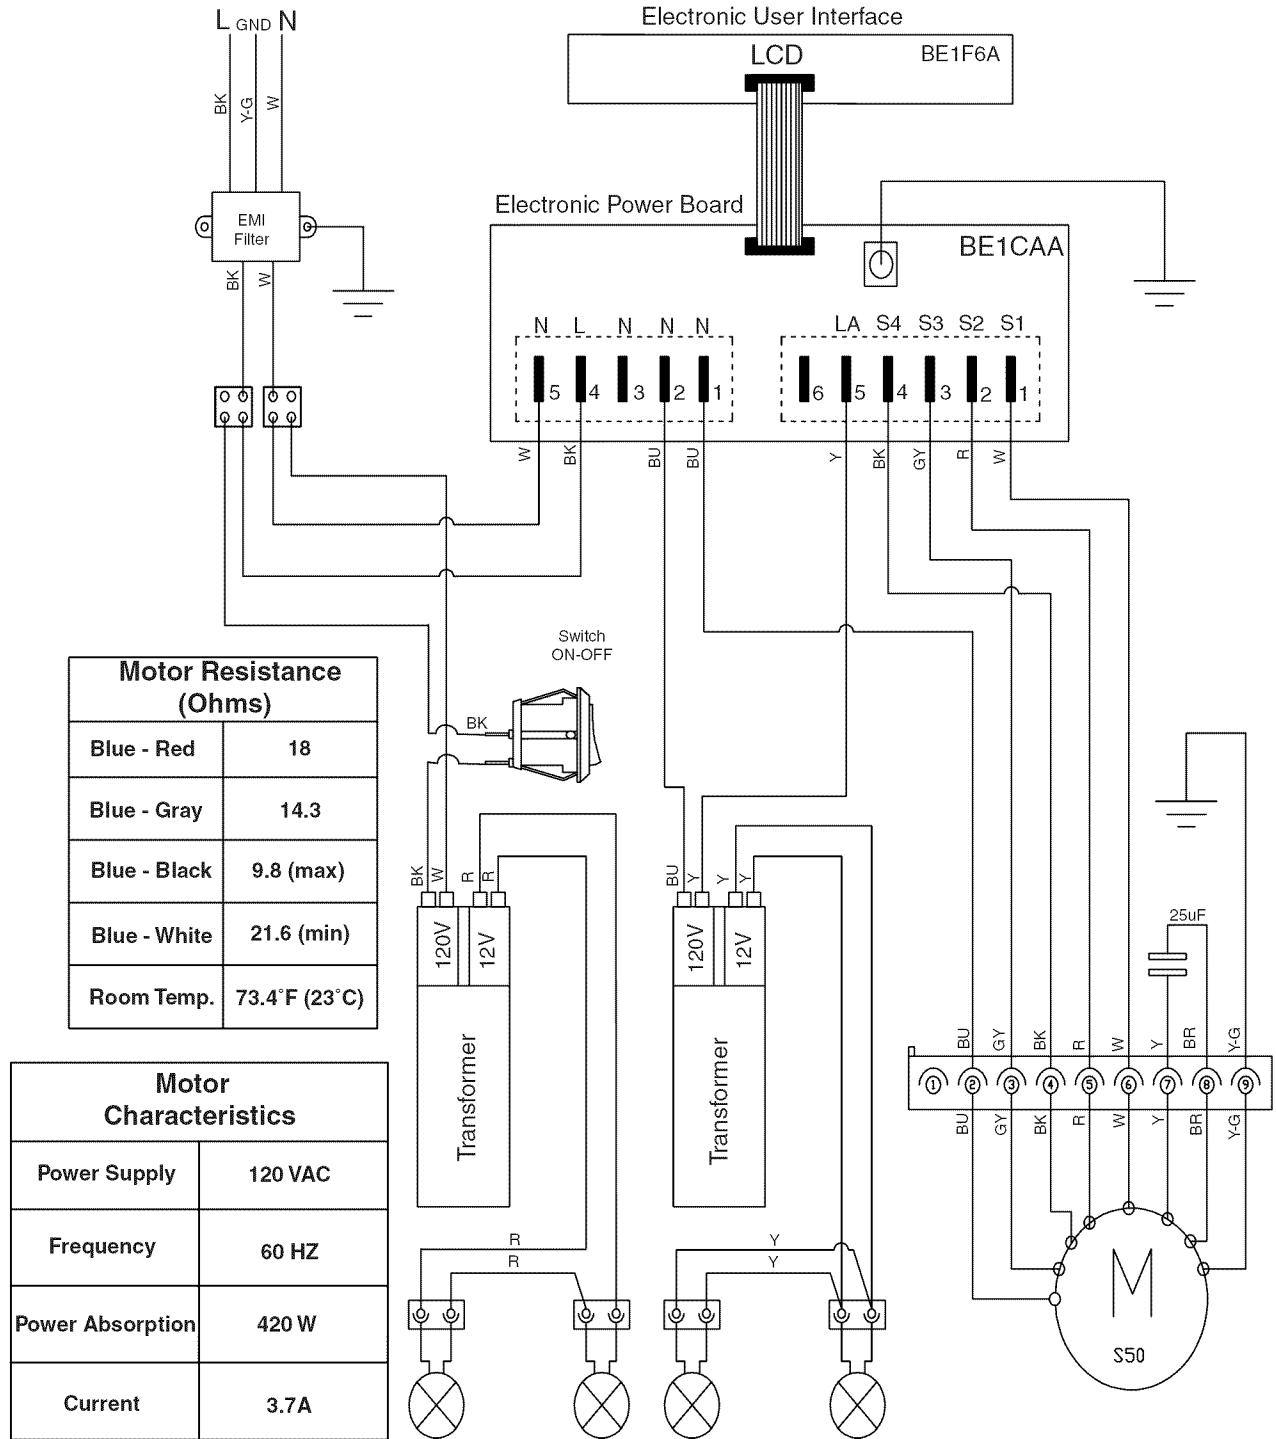 L GND N
BK
Y-G
W
EMI
Filter
BK
W
Electronic User Interface
LCD
BE1F6A
Electronic Power Board
BE1CAA
N L N N N
5 4 3 2 1
LA S4 S3 S2 S1
6 5 4 3 2 1
W
BK
BU
BU
Y
BK
GY
R
W
Switch
ON-OFF
BK
Motor Resistance
(Ohms)
Blue - Red 18
Blue - Gray 14.3
Blue - Black 9.8 (max)
Blue - White 21.6 (min)
Room Temp. 73.4°F (23°C)
Motor
Characteristics
Power Supply 120 VAC
Frequency 60 HZ
Power Absorption 420 W
Current 3.7A
BK
W
R
R
120V
12V
Transformer
R
R
BU
Y
Y
Y
120V
12V
Transformer
Y
Y
25uF
BU
GY
BK
R
W
Y
BR
Y-G
1 2 3 4 5 6 7 8 9
BU
GY
BK
R
W
Y
BR
Y-G
M
S50